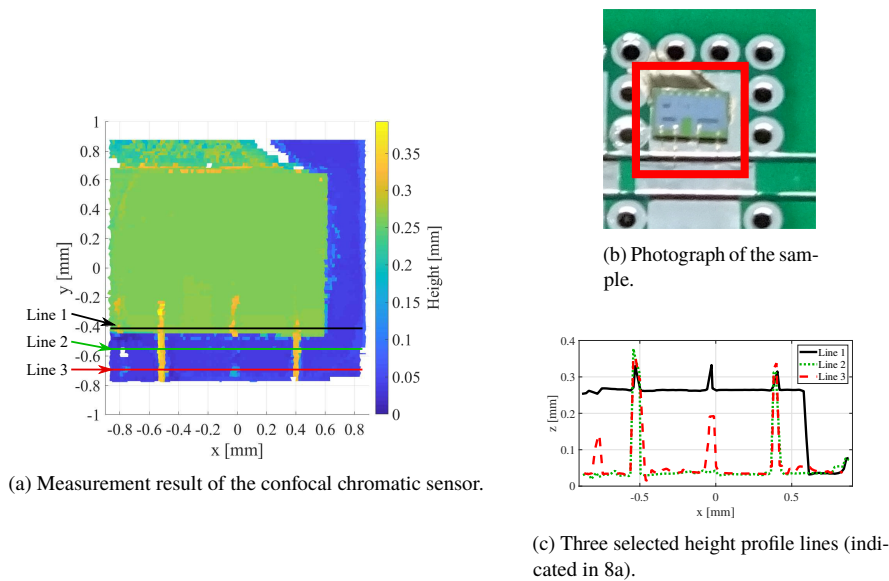 1
0.8
0.6
0.4
0.2
0
-0.2
-0.4
-0.6
-0.8
-1
y [mm]
Line 1
Line 2
Line 3
-0.8 -0.6 -0.4 -0.2 0 0.2 0.4 0.6 0.8
x [mm]
0.35
0.3
0.25
0.2
0.15
0.1
0.05
0
Height [mm]
(a) Measurement result of the confocal chromatic sensor.
(b) Photograph of the sam-
ple.
0.4
0.3
0.2
0.1
0
z [mm]
-0.5 0 0.5
x [mm]
Line 1
Line 2
Line 3
(c) Three selected height profile lines (indi-
cated in 8a).